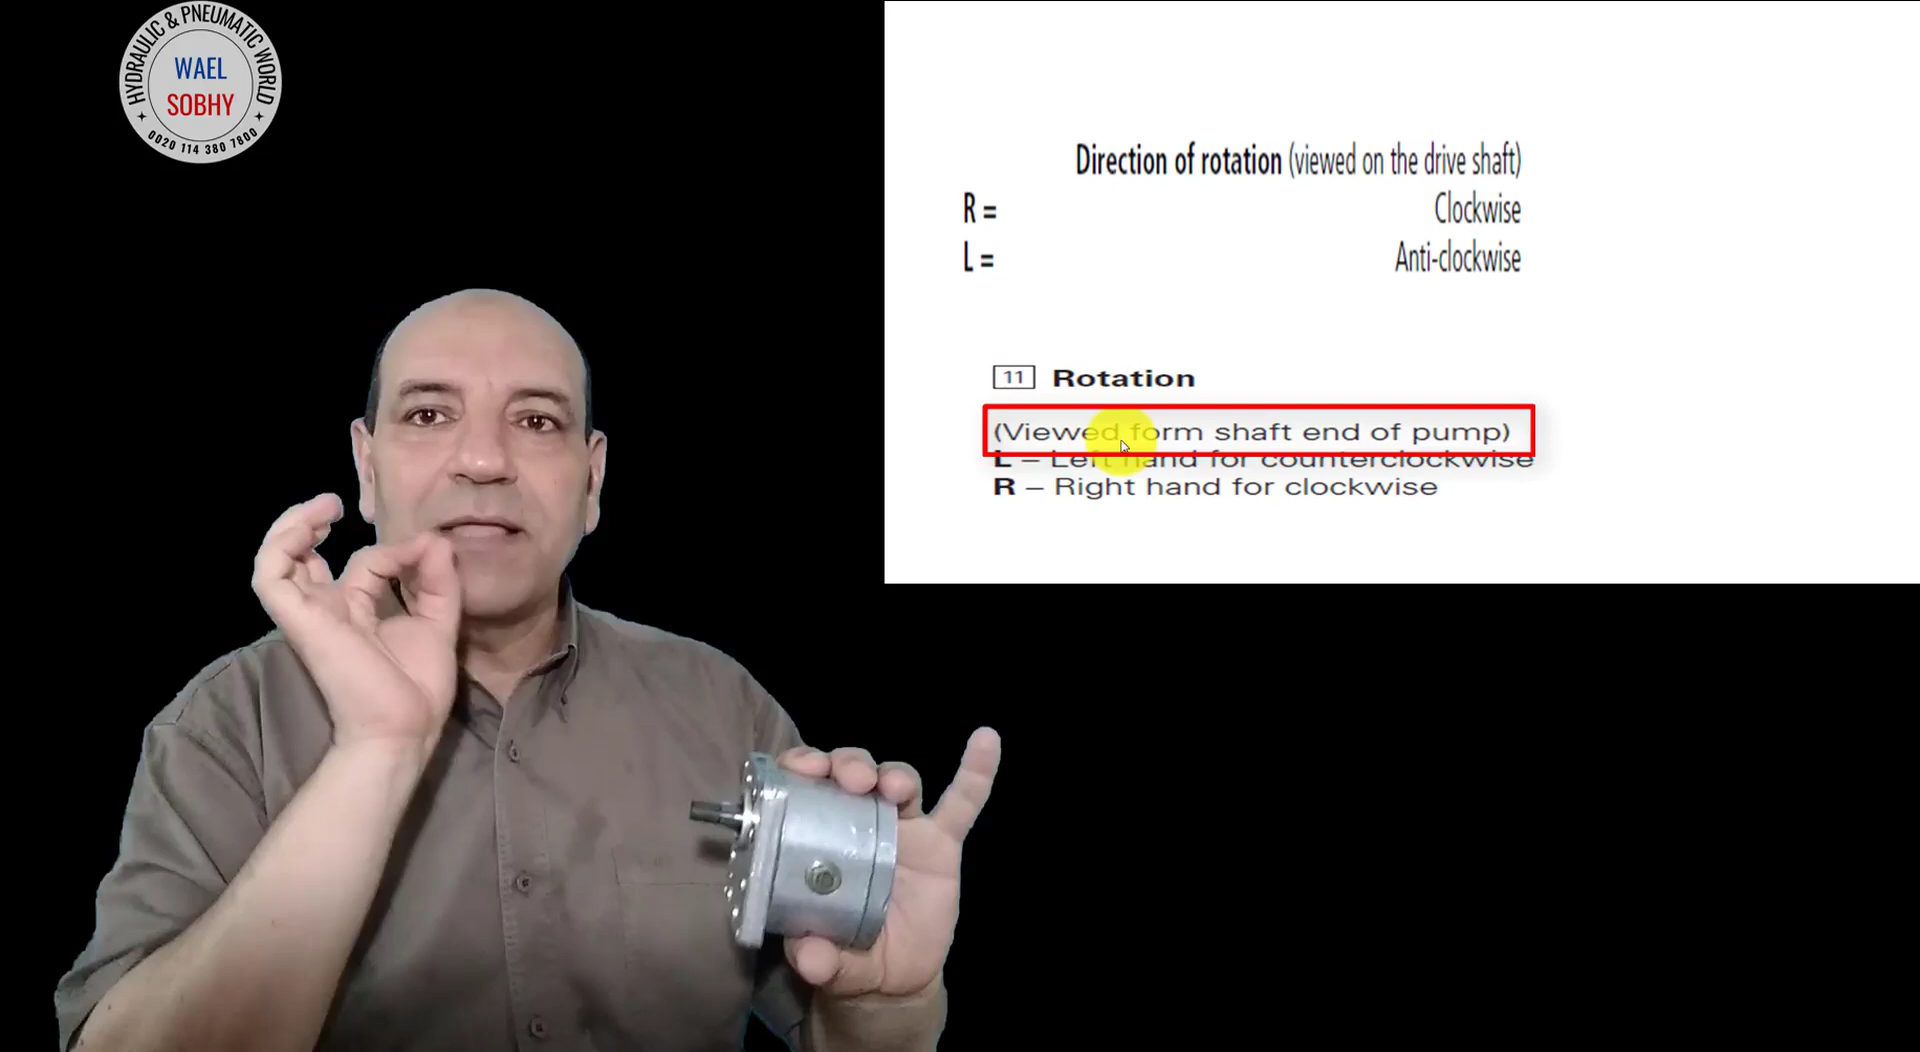 HYDRAULIC & PNEUMATIC WORLD
WAEL
SOBHY
0020 114 380 7800
Direction of rotation (viewed on the drive shaft)
R = Clockwise
L = Anti-clockwise
11 Rotation
(Viewed form shaft end of pump)
L – Left hand for counterclockwise
R – Right hand for clockwise